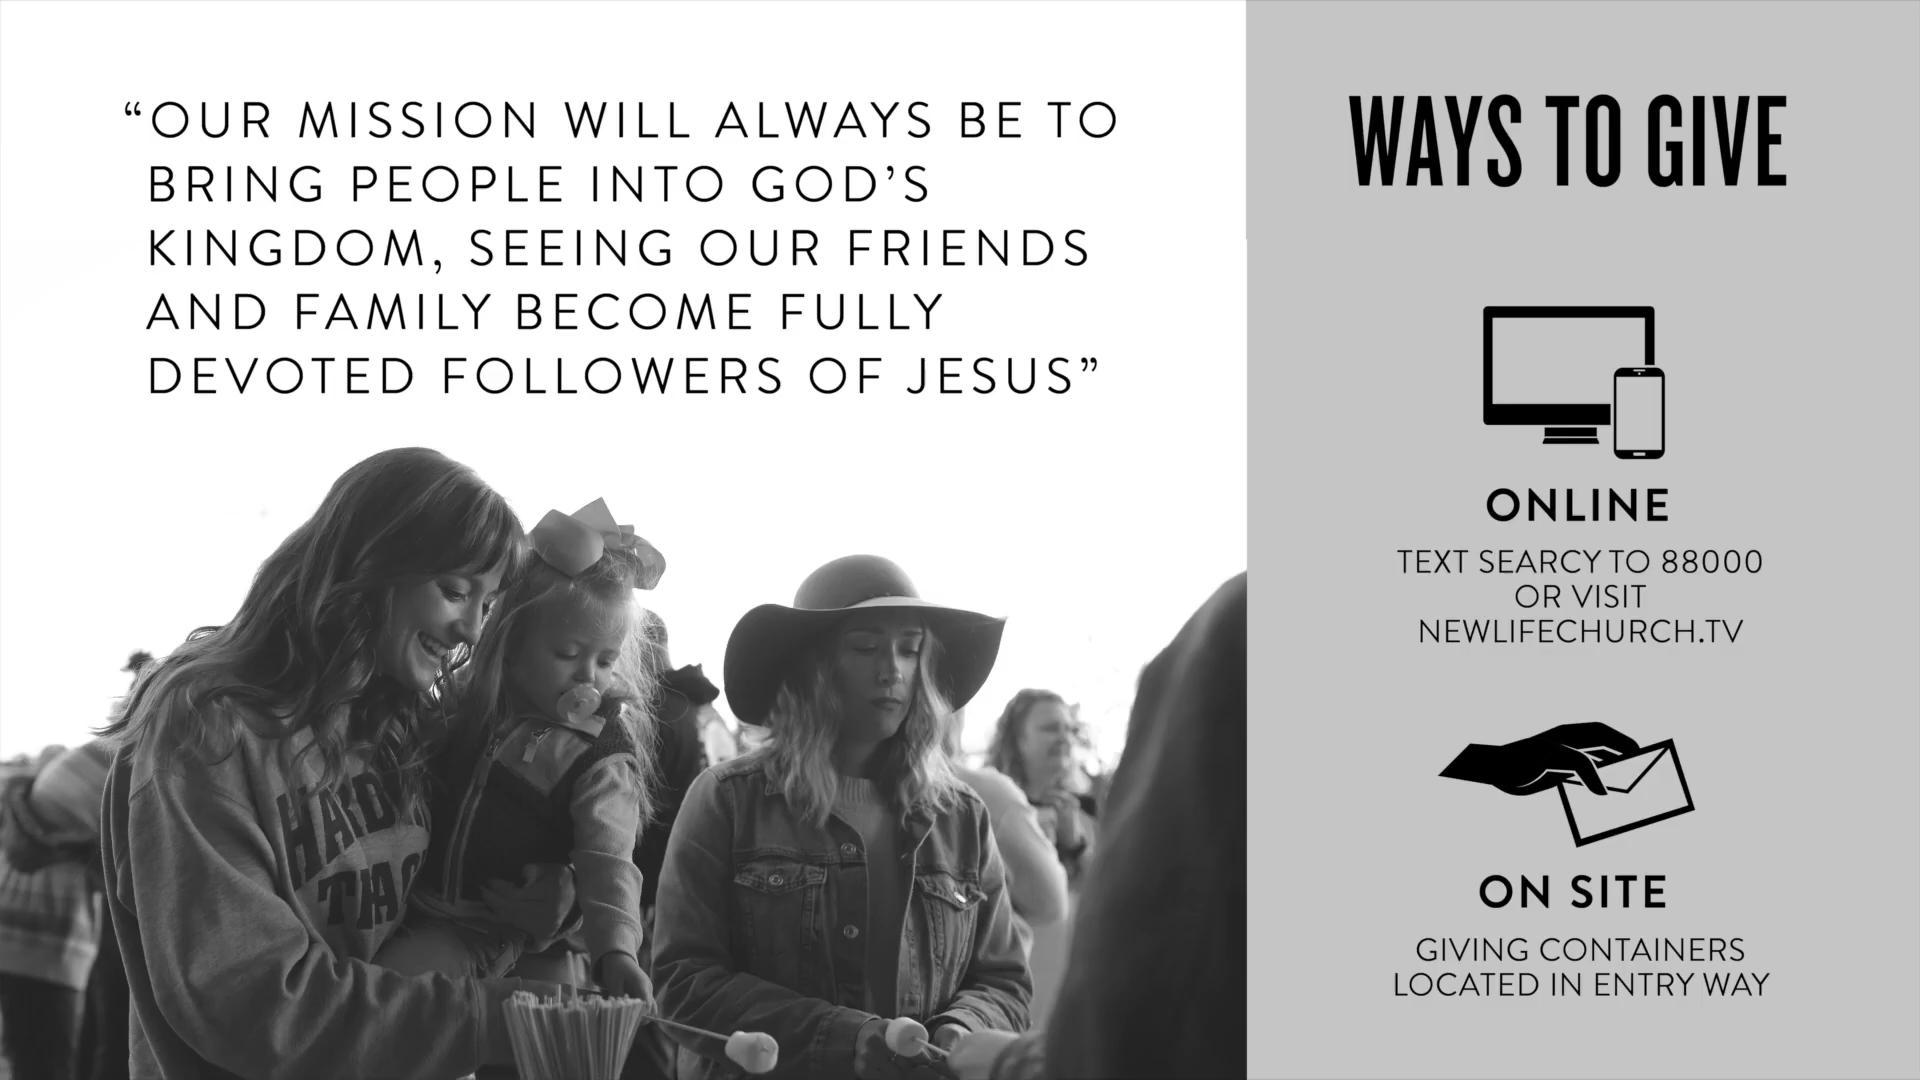 “OUR MISSION WILL ALWAYS BE TO
BRING PEOPLE INTO GOD’S
KINGDOM, SEEING OUR FRIENDS
AND FAMILY BECOME FULLY
DEVOTED FOLLOWERS OF JESUS”
WAYS TO GIVE
ONLINE
TEXT SEARCY TO 88000
OR VISIT
NEWLIFECHURCH.TV
ON SITE
GIVING CONTAINERS
LOCATED IN ENTRY WAY